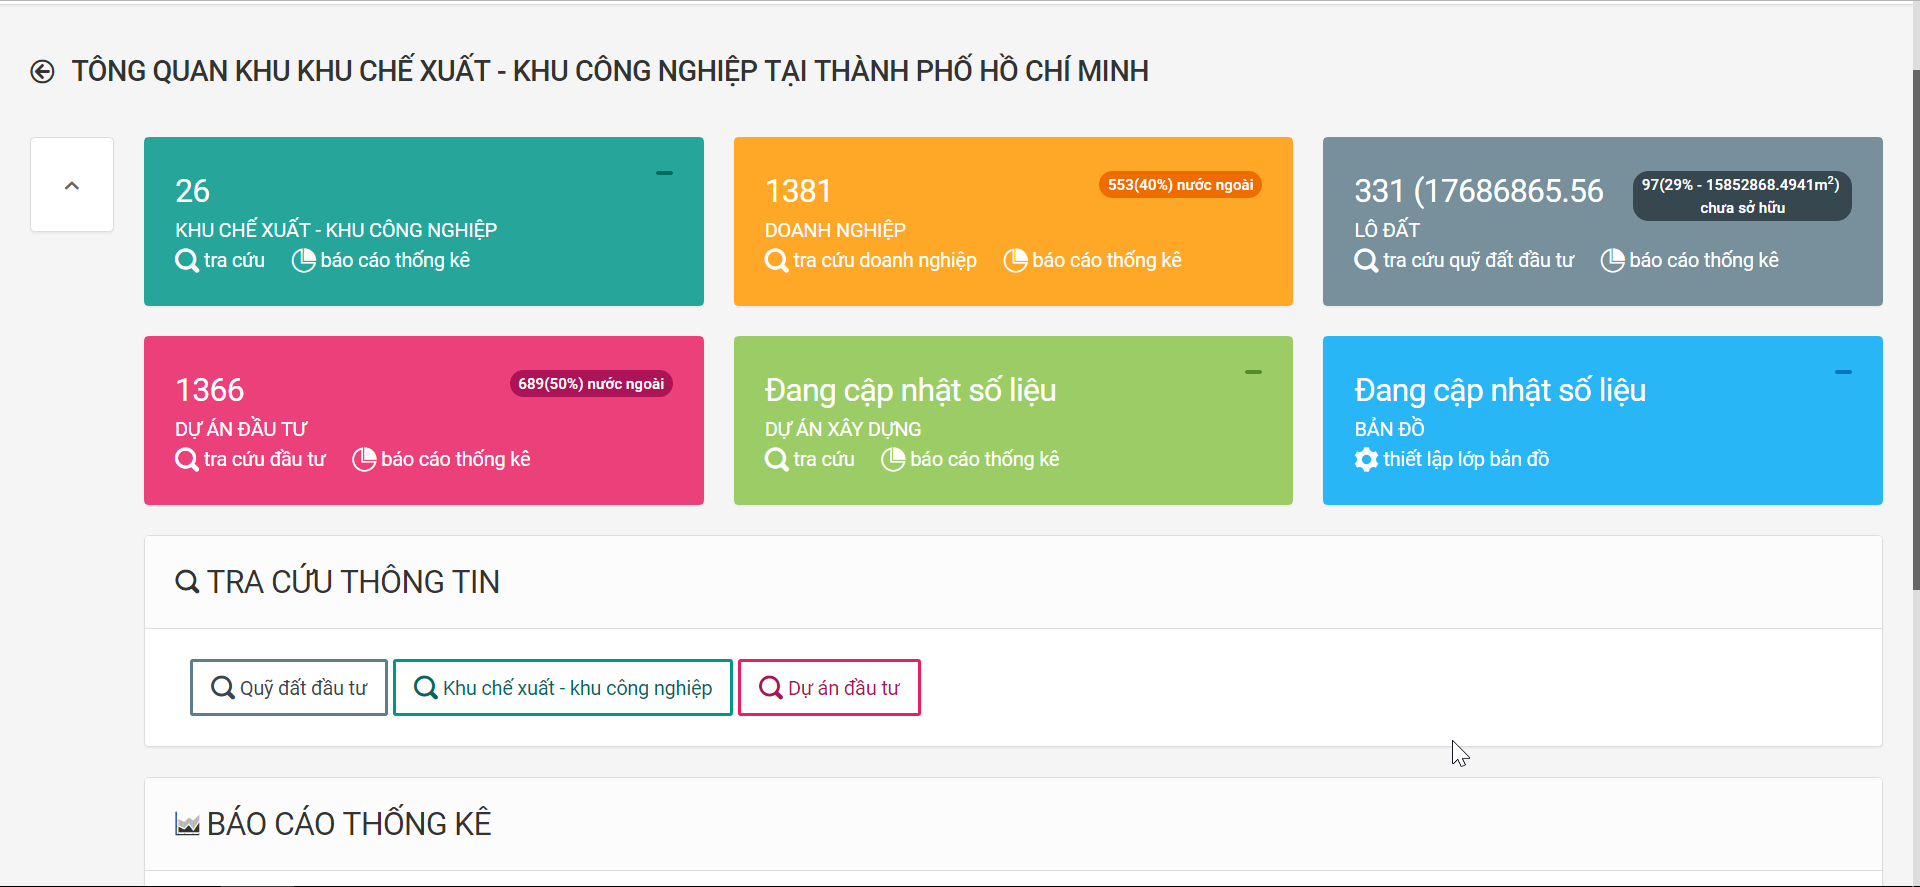 TỔNG QUAN KHU KHU CHẾ XUẤT - KHU CÔNG NGHIỆP TẠI THÀNH PHỐ HỒ CHÍ MINH
26
KHU CHẾ XUẤT - KHU CÔNG NGHIỆP
tra cứu báo cáo thống kê
1381
553(40%) nước ngoài
DOANH NGHIỆP
tra cứu doanh nghiệp báo cáo thống kê
331 (17686865.56
97(29% - 15852868.4941m²)
chưa sở hữu
LÔ ĐẤT
tra cứu quỹ đất đầu tư báo cáo thống kê
1366
689(50%) nước ngoài
DỰ ÁN ĐẦU TƯ
tra cứu đầu tư báo cáo thống kê
Đang cập nhật số liệu
DỰ ÁN XÂY DỰNG
tra cứu báo cáo thống kê
Đang cập nhật số liệu
BẢN ĐỒ
thiết lập lớp bản đồ
TRA CỨU THÔNG TIN
Quỹ đất đầu tư
Khu chế xuất - khu công nghiệp
Dự án đầu tư
BÁO CÁO THỐNG KÊ